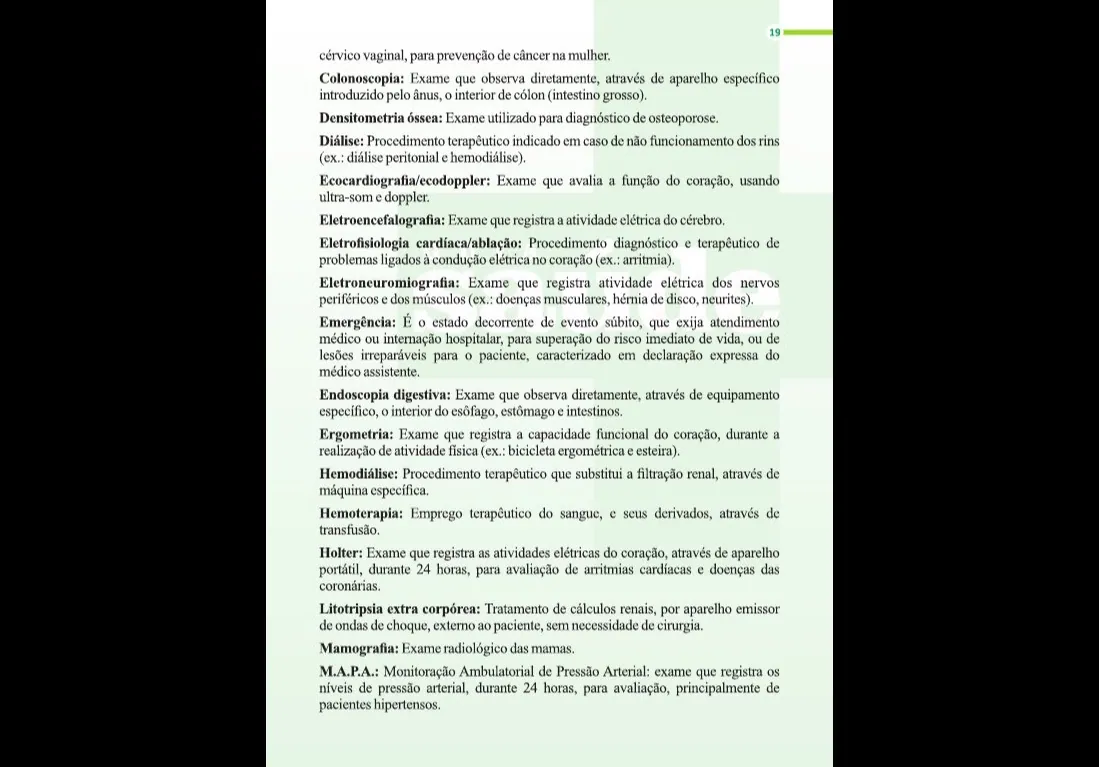 19
cérvico vaginal, para prevenção de câncer na mulher.
Colonoscopia: Exame que observa diretamente, através de aparelho específico
introduzido pelo ânus, o interior de cólon (intestino grosso).
Densitometria óssea: Exame utilizado para diagnóstico de osteoporose.
Diálise: Procedimento terapêutico indicado em caso de não funcionamento dos rins
(ex.: diálise peritonial e hemodiálise).
Ecocardiografia/ecodoppler: Exame que avalia a função do coração, usando
ultra-som e doppler.
Eletroencefalografia: Exame que registra a atividade elétrica do cérebro.
Eletrofisiologia cardíaca/ablação: Procedimento diagnóstico e terapêutico de
problemas ligados à condução elétrica no coração (ex.: arritmia).
Eletroneuromiografia: Exame que registra atividade elétrica dos nervos
periféricos e dos músculos (ex.: doenças musculares, hérnia de disco, neurites).
Emergência: É o estado decorrente de evento súbito, que exija atendimento
médico ou internação hospitalar, para superação do risco imediato de vida, ou de
lesões irreparáveis para o paciente, caracterizado em declaração expressa do
médico assistente.
Endoscopia digestiva: Exame que observa diretamente, através de equipamento
específico, o interior do esôfago, estômago e intestinos.
Ergometria: Exame que registra a capacidade funcional do coração, durante a
realização de atividade física (ex.: bicicleta ergométrica e esteira).
Hemodiálise: Procedimento terapêutico que substitui a filtração renal, através de
máquina específica.
Hemoterapia: Emprego terapêutico do sangue, e seus derivados, através de
transfusão.
Holter: Exame que registra as atividades elétricas do coração, através de aparelho
portátil, durante 24 horas, para avaliação de arritmias cardíacas e doenças das
coronárias.
Litotripsia extra corpórea: Tratamento de cálculos renais, por aparelho emissor
de ondas de choque, externo ao paciente, sem necessidade de cirurgia.
Mamografia: Exame radiológico das mamas.
M.A.P.A.: Monitoração Ambulatorial de Pressão Arterial: exame que registra os
níveis de pressão arterial, durante 24 horas, para avaliação, principalmente de
pacientes hipertensos.
saúde